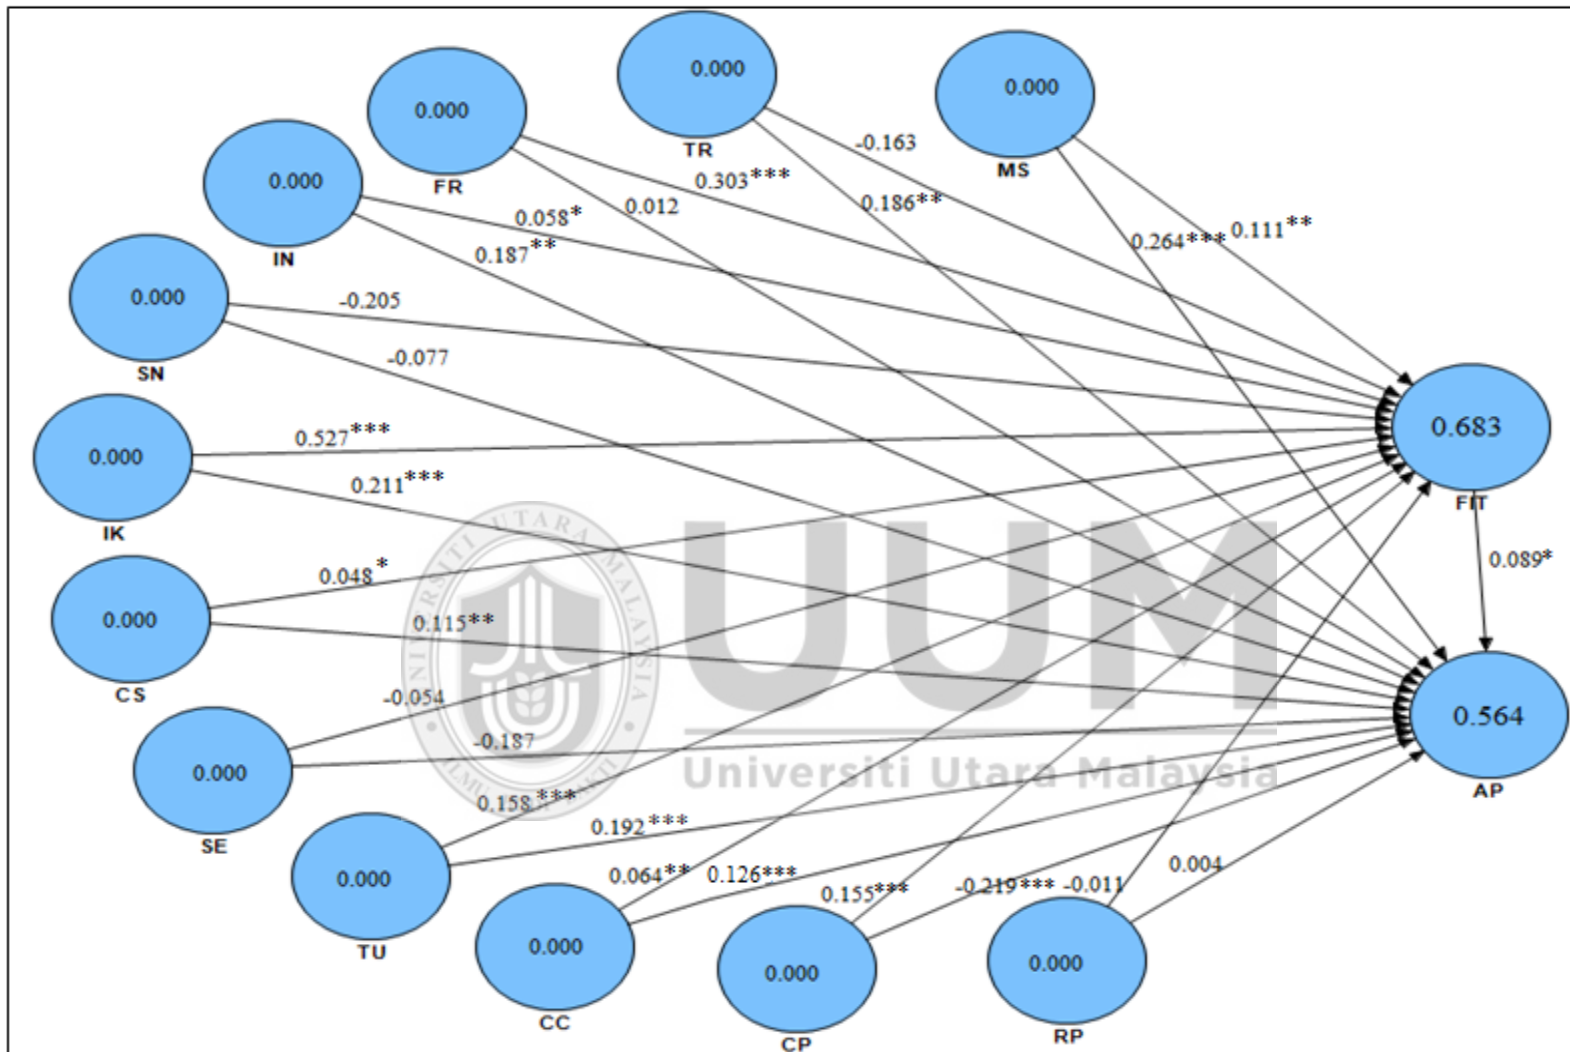 0.000
TR
0.000
MS
0.000
FR
0.000
IN
0.000
SN
0.000
IK
0.000
CS
0.000
SE
0.000
TU
0.000
CC
0.000
CP
0.000
RP
-0.163
0.303***
0.186**
0.058*
0.012
0.187**
0.264***
0.111**
-0.205
-0.077
0.527***
0.211***
0.048*
0.115**
-0.054
-0.187
0.158***
0.192***
0.064**
0.126***
0.155***
-0.219***
-0.011
0.004
0.683
FIT
0.089*
0.564
AP
UNIVERSITI UTARA MALAYSIA
UUM
Universiti Utara Malaysia